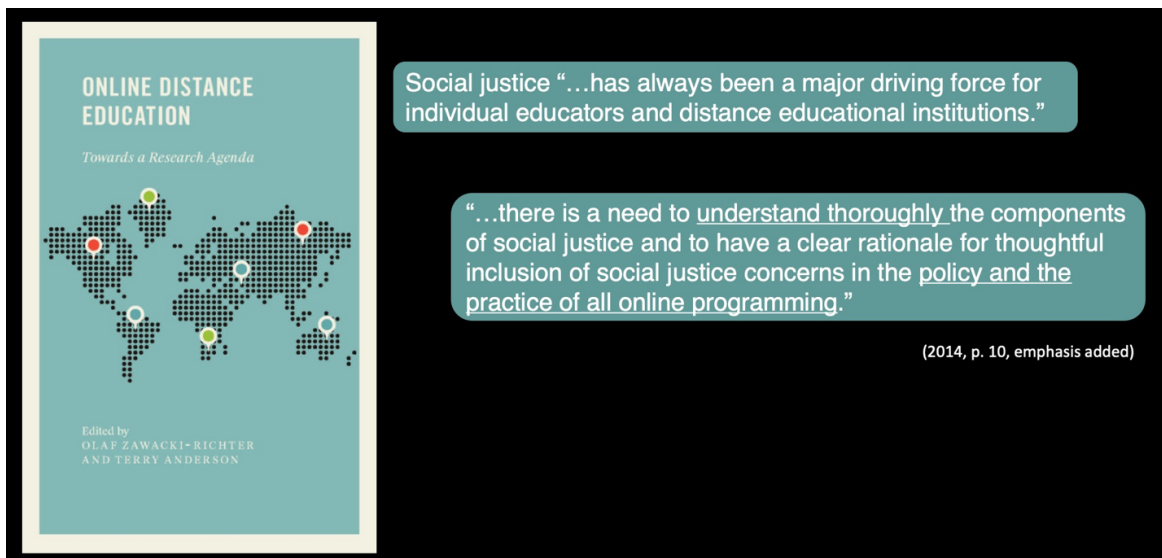 ONLINE DISTANCE
EDUCATION
Towards a Research Agenda
Edited by
OLAF ZAWACKI-RICHTER
AND TERRY ANDERSON
Social justice “…has always been a major driving force for
individual educators and distance educational institutions.”
“…there is a need to understand thoroughly the components
of social justice and to have a clear rationale for thoughtful
inclusion of social justice concerns in the policy and the
practice of all online programming.”
(2014, p. 10, emphasis added)